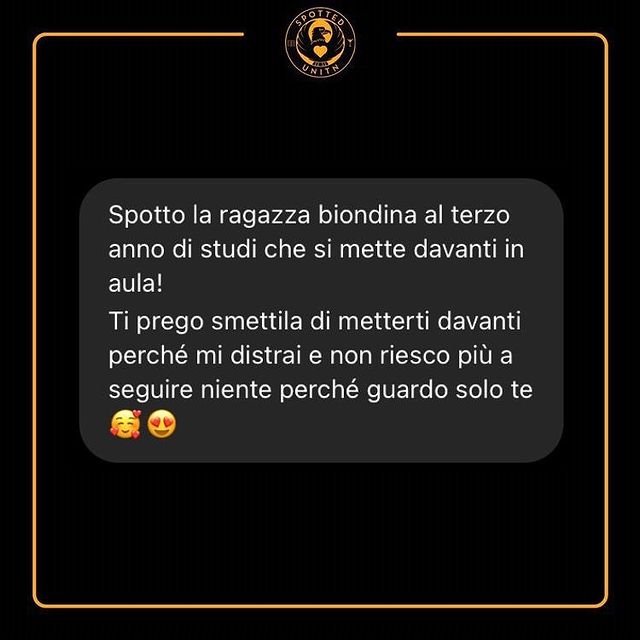 SPOTTED
UNITN
Spotto la ragazza biondina al terzo
anno di studi che si mette davanti in
aula!
Ti prego smettila di metterti davanti
perché mi distrai e non riesco più a
seguire niente perché guardo solo te
🥰😍